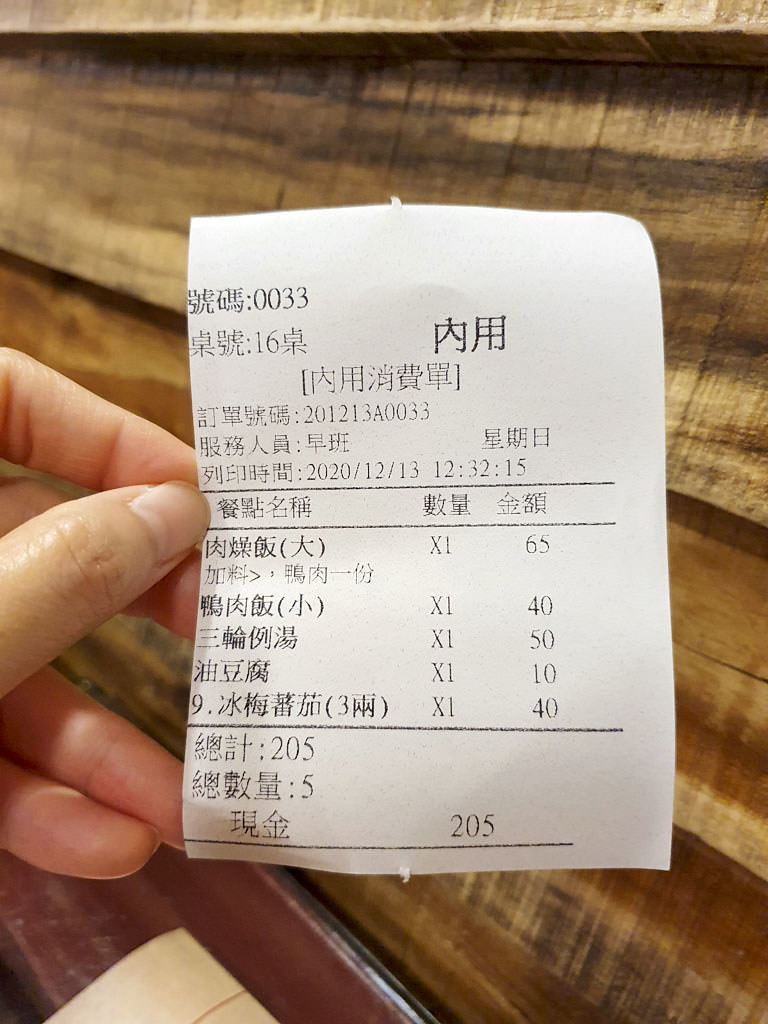 號碼:0033
桌號:16桌 內用
[內用消費單]
訂單號碼:201213A0033
服務人員:早班 星期日
列印時間:2020/12/13 12:32:15
餐點名稱 數量 金額
肉燥飯(大) X1 65
加料>,鴨肉一份
鴨肉飯(小) X1 40
三輪例湯 X1 50
油豆腐 X1 10
9.冰梅蕃茄(3兩) X1 40
總計:205
總數量:5
現金 205